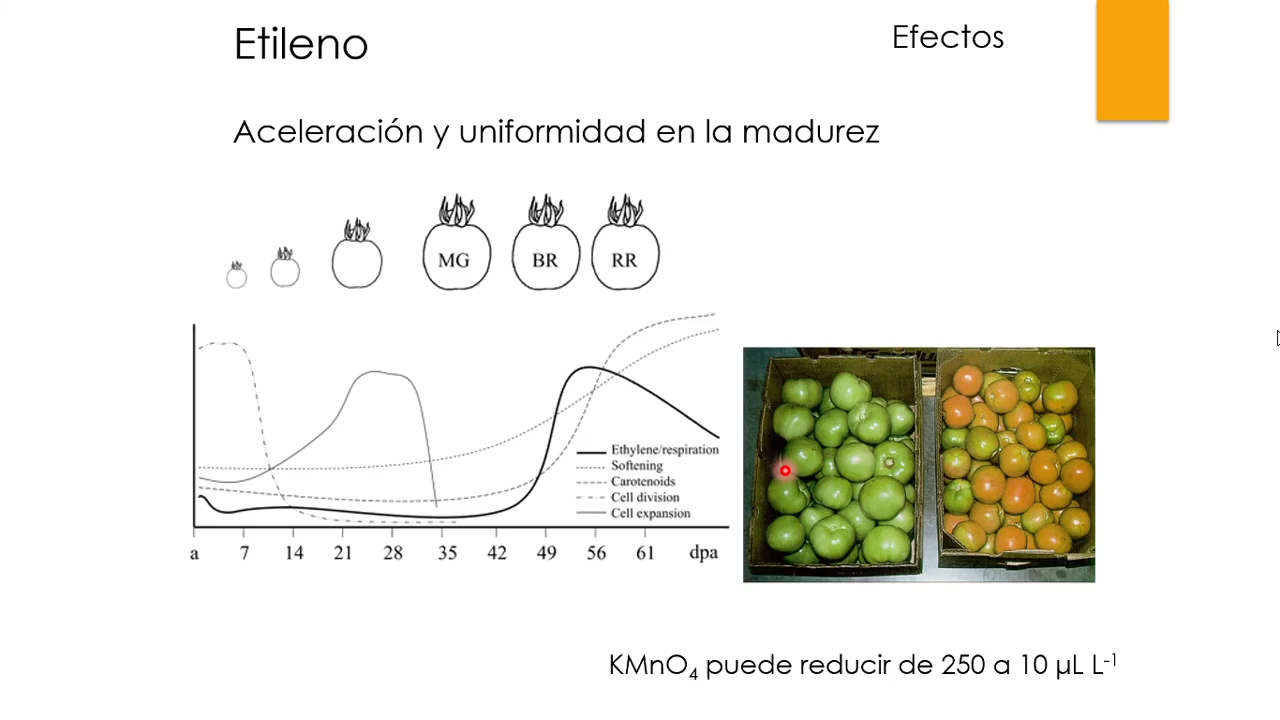 Etileno
Efectos
Aceleración y uniformidad en la madurez
MG
BR
RR
Ethylene/respiration
Softening
Carotenoids
Cell division
Cell expansion
a 7 14 21 28 35 42 49 56 61 dpa
KMnO₄ puede reducir de 250 a 10 µL L⁻¹